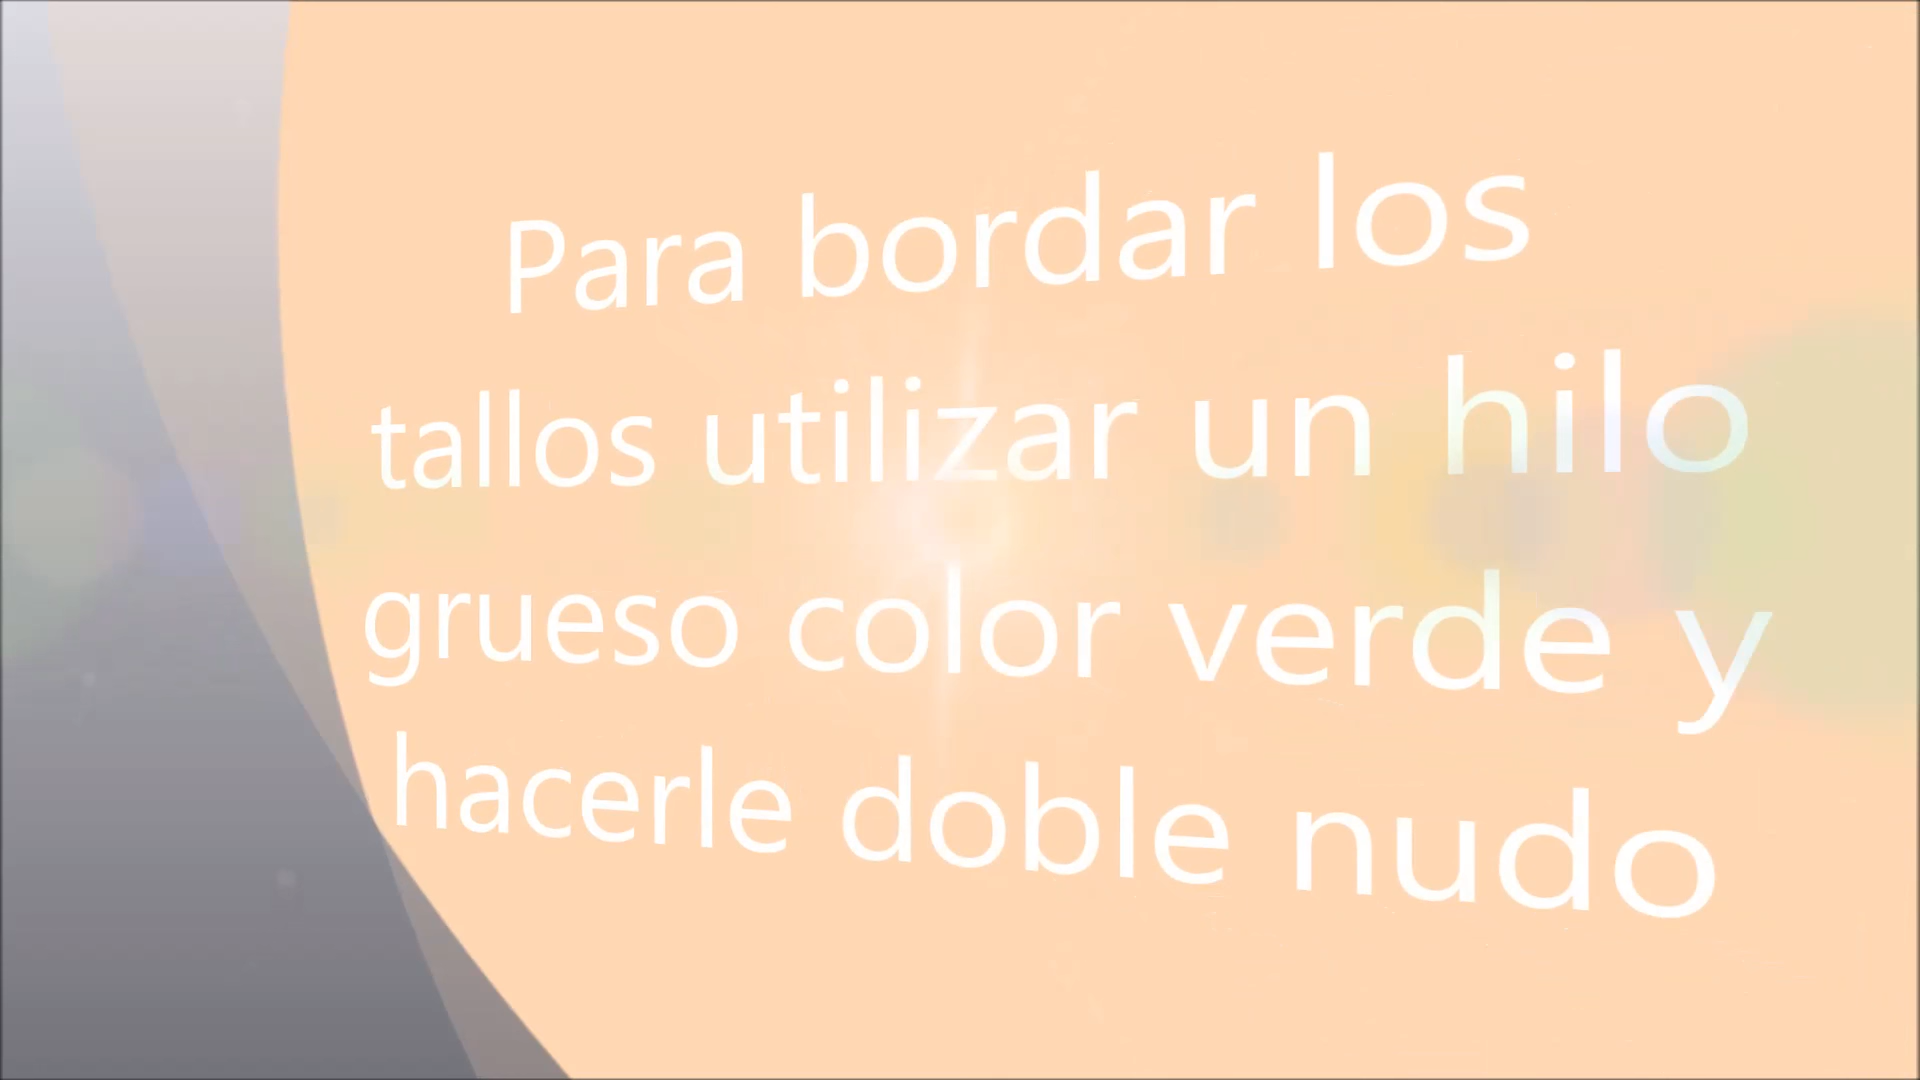 Para bordar los
tallos utilizar un hilo
grueso color verde y
hacerle doble nudo